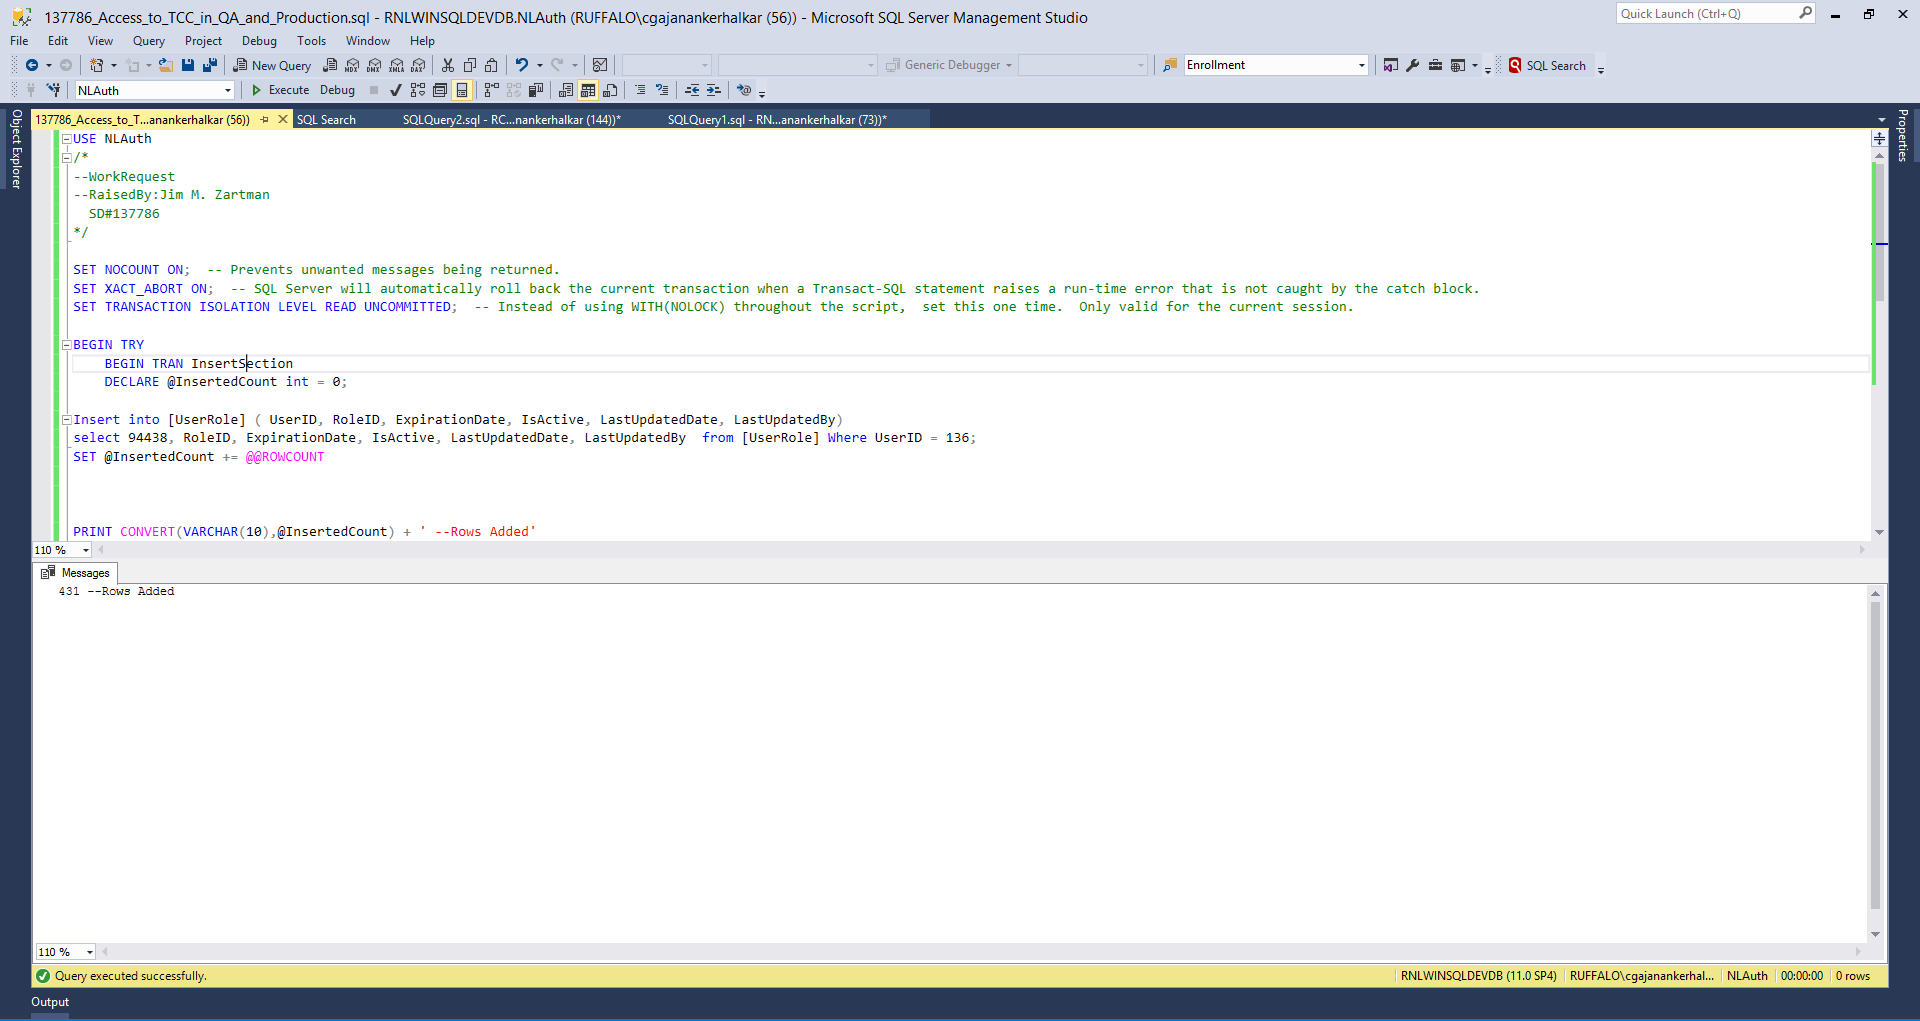 137786_Access_to_TCC_in_QA_and_Production.sql - RNLWINSQLDEVDB.NLAuth (RUFFALO\cgajanankerhalkar (56)) - Microsoft SQL Server Management Studio
Quick Launch (Ctrl+Q)
File Edit View Query Project Debug Tools Window Help
New Query Generic Debugger Enrollment SQL Search
NLAuth Execute Debug
137786_Access_to_T...anankerhalkar (56)) SQL Search SQLQuery2.sql - RC...nankerhalkar (144))* SQLQuery1.sql - RN...anankerhalkar (73))*
Object Explorer
Properties
USE NLAuth
/*
--WorkRequest
--RaisedBy:Jim M. Zartman
SD#137786
*/
SET NOCOUNT ON;  -- Prevents unwanted messages being returned.
SET XACT_ABORT ON;  -- SQL Server will automatically roll back the current transaction when a Transact-SQL statement raises a run-time error that is not caught by the catch block.
SET TRANSACTION ISOLATION LEVEL READ UNCOMMITTED;  -- Instead of using WITH(NOLOCK) throughout the script,  set this one time.  Only valid for the current session.
BEGIN TRY
BEGIN TRAN InsertSection
DECLARE @InsertedCount int = 0;
Insert into [UserRole] ( UserID, RoleID, ExpirationDate, IsActive, LastUpdatedDate, LastUpdatedBy)
select 94438, RoleID, ExpirationDate, IsActive, LastUpdatedDate, LastUpdatedBy  from [UserRole] Where UserID = 136;
SET @InsertedCount += @@ROWCOUNT
PRINT CONVERT(VARCHAR(10),@InsertedCount) + ' --Rows Added'
110 %
Messages
431 --Rows Added
110 %
Query executed successfully. RNLWINSQLDEVDB (11.0 SP4) RUFFALO\cgajanankerhal... NLAuth 00:00:00 0 rows
Output